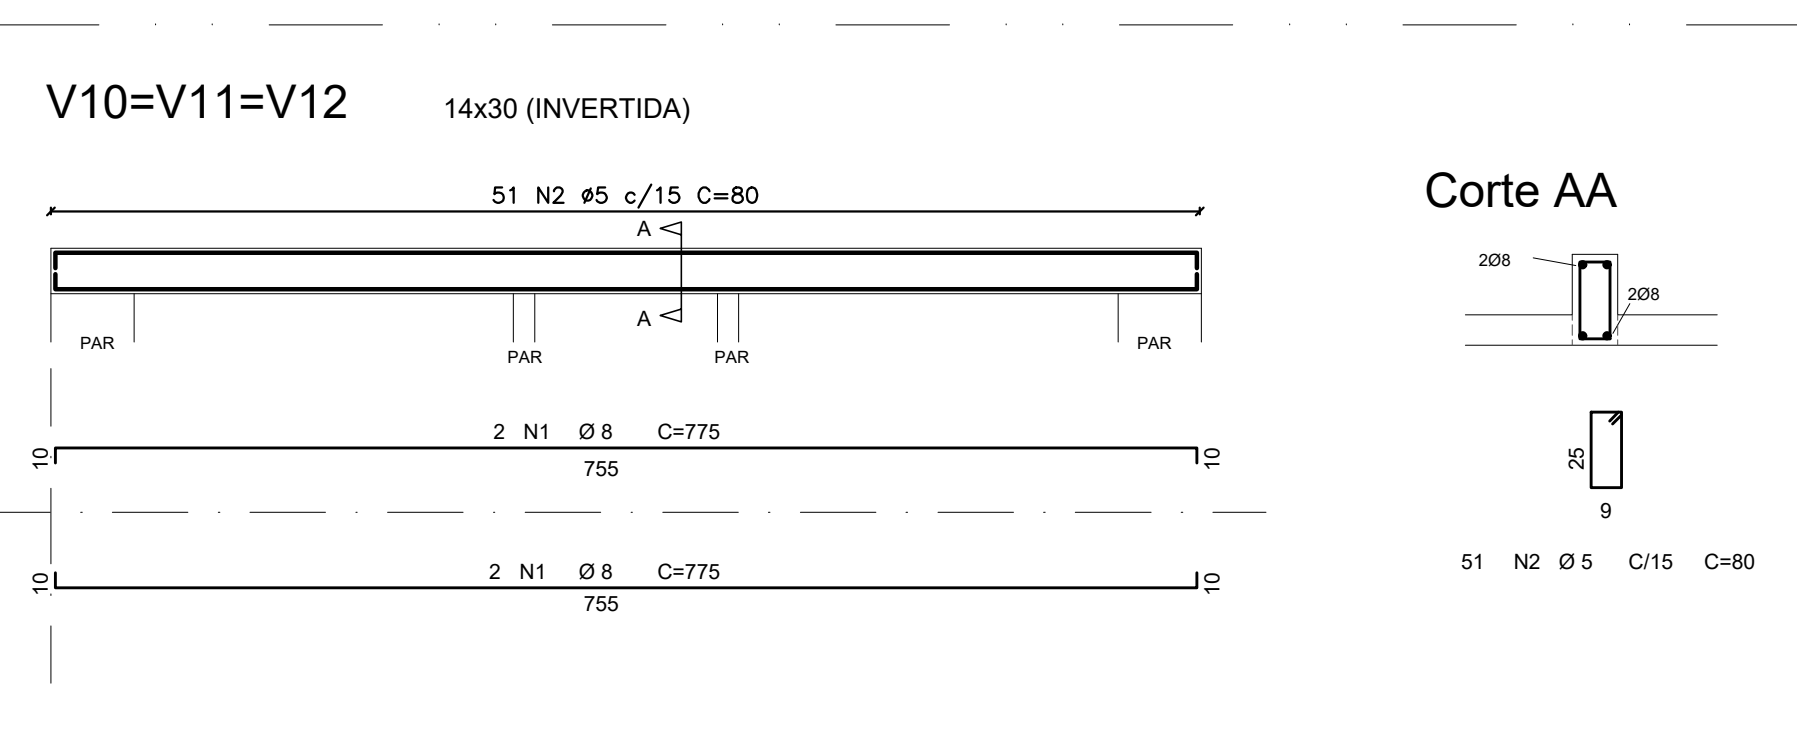 V10=V11=V12 14x30 (INVERTIDA)
51 N2 ø5 c/15 C=80
A
A
PAR
PAR
PAR
PAR
2 N1 Ø 8 C=775
10
755
10
2 N1 Ø 8 C=775
10
755
10
Corte AA
2Ø8
2Ø8
25
9
51 N2 Ø 5 C/15 C=80